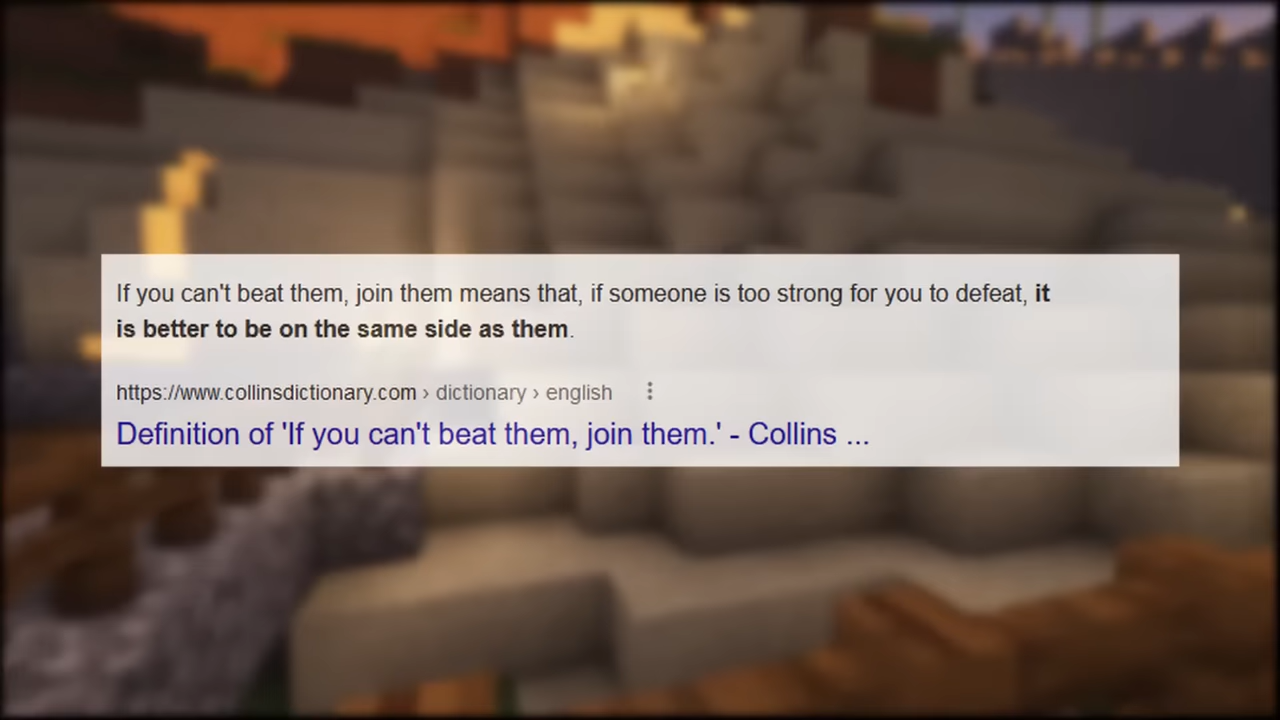 If you can't beat them, join them means that, if someone is too strong for you to defeat, it
is better to be on the same side as them.
https://www.collinsdictionary.com › dictionary › english
Definition of 'If you can't beat them, join them.' - Collins ...